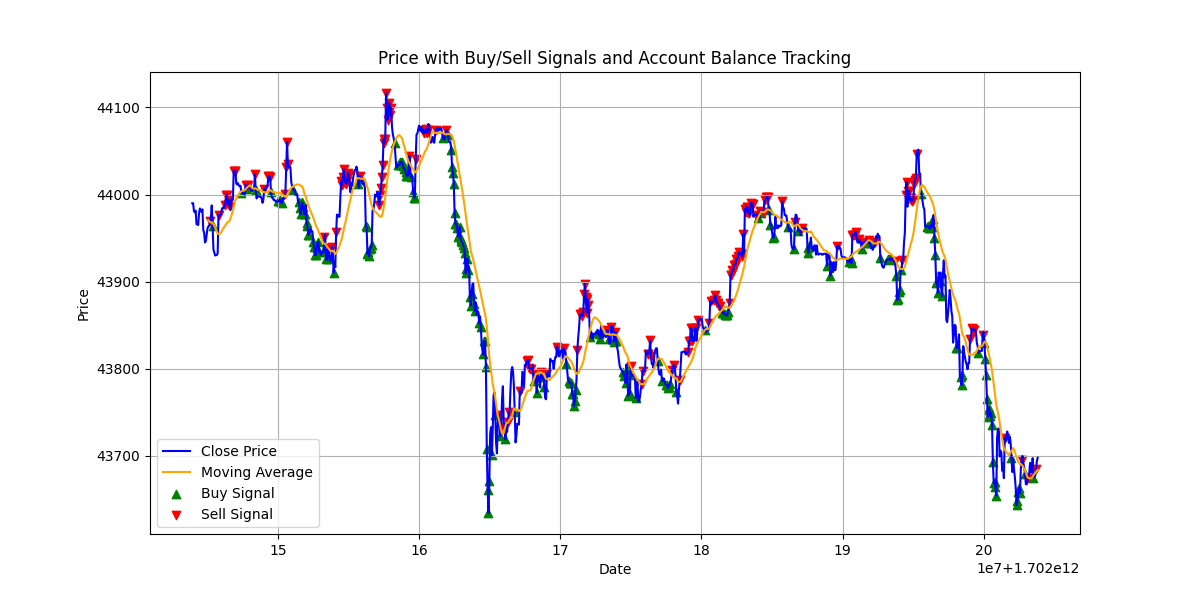 Price with Buy/Sell Signals and Account Balance Tracking
44100
44000
43900
43800
43700
Price
Close Price
Moving Average
Buy Signal
Sell Signal
15 16 17 18 19 20
Date
1e7+1.702e12